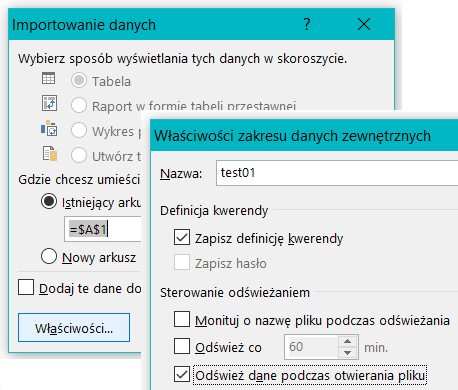 Importowanie danych ? ×
Wybierz sposób wyświetlania tych danych w skoroszycie.
Tabela
Raport w formie tabeli przestawnej
Wykres
Utwórz
Gdzie chcesz umieści
Istniejący arku
=$A$1
Nowy arkusz
Dodaj te dane do
Właściwości...
Właściwości zakresu danych zewnętrznych
Nazwa: test01
Definicja kwerendy
Zapisz definicję kwerendy
Zapisz hasło
Sterowanie odświeżaniem
Monituj o nazwę pliku podczas odświeżania
Odśwież co 60 min.
Odśwież dane podczas otwierania pliku